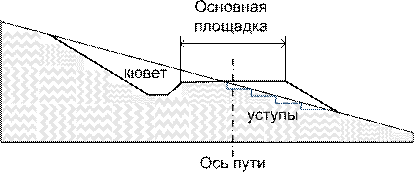 Основная
площадка
кювет
уступы
Ось пути